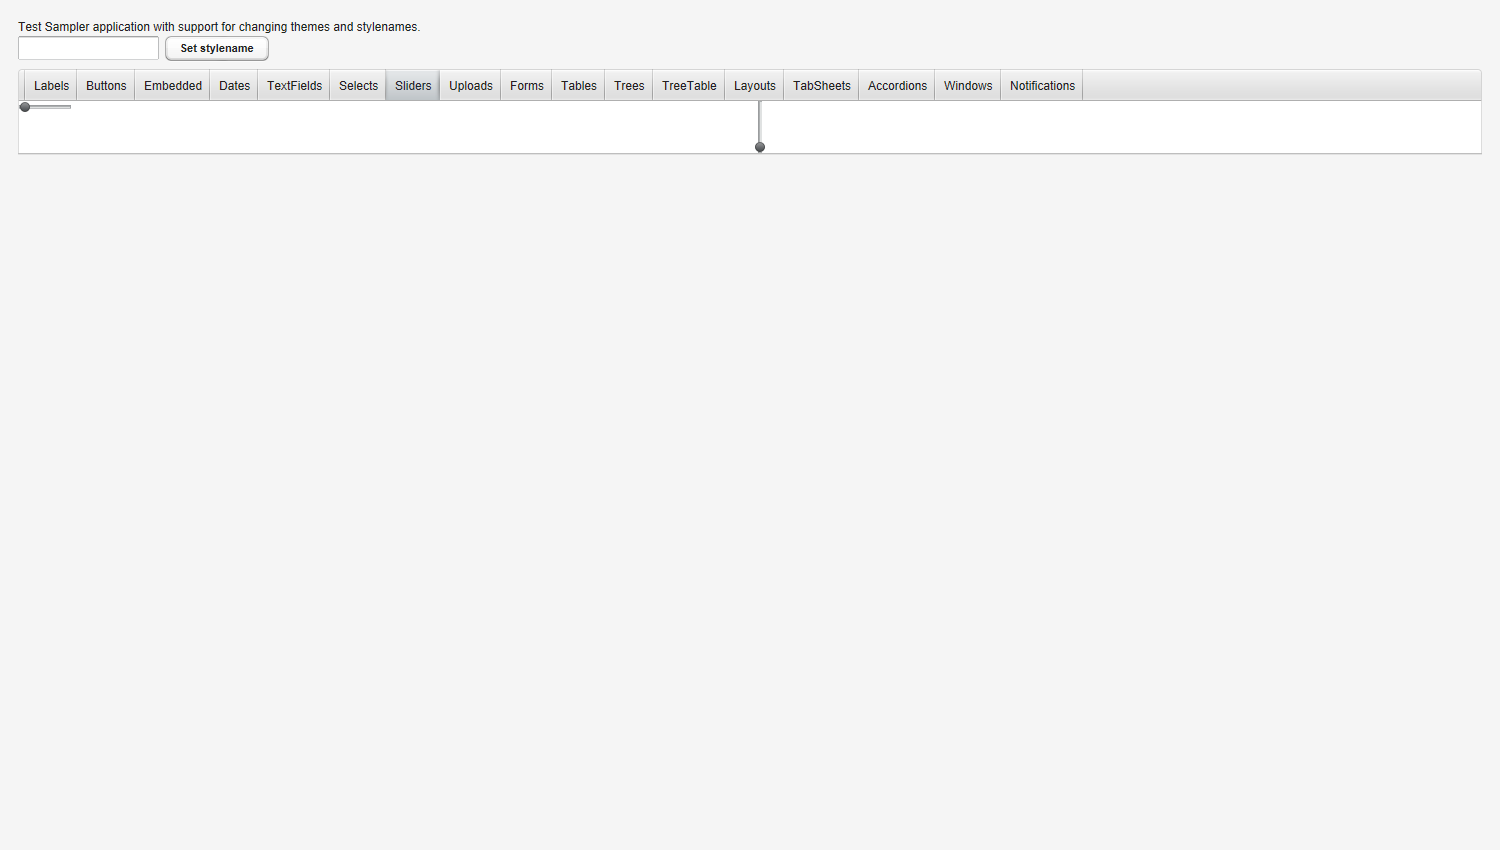 Test Sampler application with support for changing themes and stylenames.
Set stylename
Labels Buttons Embedded Dates TextFields Selects Sliders Uploads Forms Tables Trees TreeTable Layouts TabSheets Accordions Windows Notifications